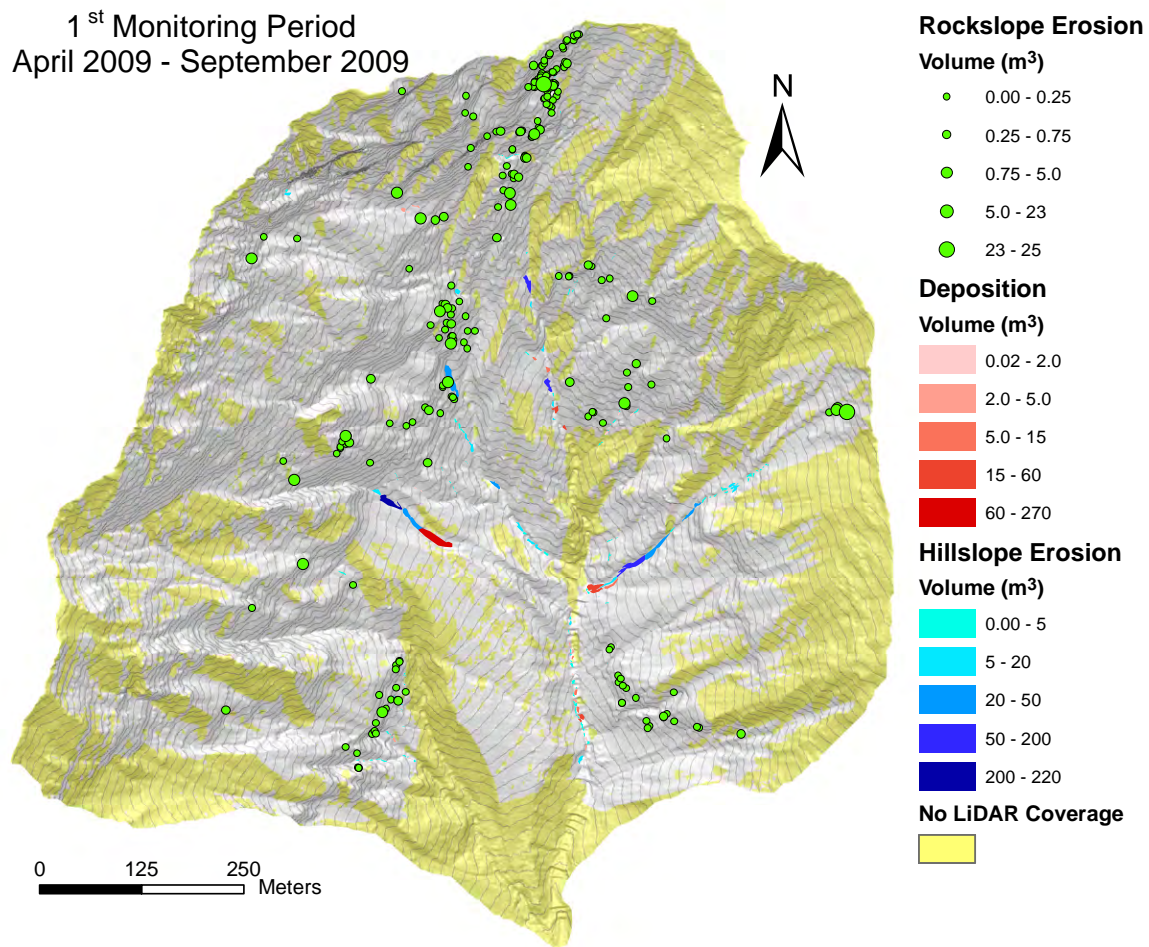 1 st Monitoring Period
April 2009 - September 2009
N
0 125 250
Meters
Rockslope Erosion
Volume (m3)
0.00 - 0.25
0.25 - 0.75
0.75 - 5.0
5.0 - 23
23 - 25
Deposition
Volume (m3)
0.02 - 2.0
2.0 - 5.0
5.0 - 15
15 - 60
60 - 270
Hillslope Erosion
Volume (m3)
0.00 - 5
5 - 20
20 - 50
50 - 200
200 - 220
No LiDAR Coverage